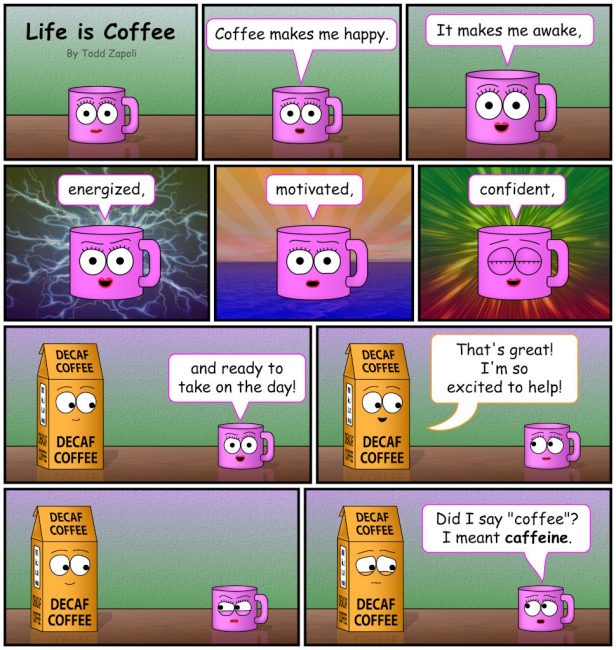 Life is Coffee
By Todd Zapoli
Coffee makes me happy.
It makes me awake,
energized,
motivated,
confident,
DECAF
COFFEE
DECAF
COFFEE
and ready to
take on the day!
DECAF
COFFEE
DECAF
COFFEE
That's great!
I'm so
excited to help!
DECAF
COFFEE
DECAF
COFFEE
DECAF
COFFEE
DECAF
COFFEE
Did I say "coffee"?
I meant caffeine.